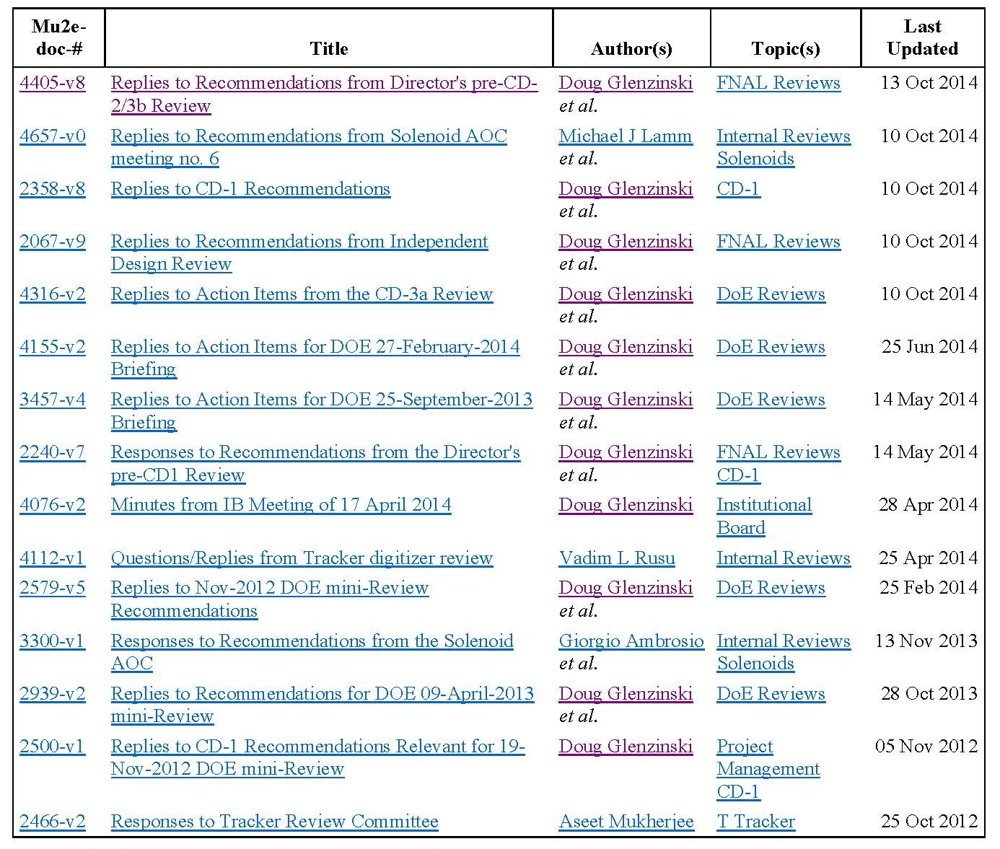 Mu2e-
doc-# Title Author(s) Topic(s) Last
Updated
4405-v8 Replies to Recommendations from Director's pre-CD- Doug Glenzinski FNAL Reviews 13 Oct 2014
2/3b Review et al.
4657-v0 Replies to Recommendations from Solenoid AOC Michael J Lamm Internal Reviews 10 Oct 2014
meeting no. 6 et al. Solenoids
2358-v8 Replies to CD-1 Recommendations Doug Glenzinski CD-1 10 Oct 2014
et al.
2067-v9 Replies to Recommendations from Independent Doug Glenzinski FNAL Reviews 10 Oct 2014
Design Review et al.
4316-v2 Replies to Action Items from the CD-3a Review Doug Glenzinski DoE Reviews 10 Oct 2014
et al.
4155-v2 Replies to Action Items for DOE 27-February-2014 Doug Glenzinski DoE Reviews 25 Jun 2014
Briefing et al.
3457-v4 Replies to Action Items for DOE 25-September-2013 Doug Glenzinski DoE Reviews 14 May 2014
Briefing et al.
2240-v7 Responses to Recommendations from the Director's Doug Glenzinski FNAL Reviews 14 May 2014
pre-CD1 Review et al. CD-1
4076-v2 Minutes from IB Meeting of 17 April 2014 Doug Glenzinski Institutional 28 Apr 2014
Board
4112-v1 Questions/Replies from Tracker digitizer review Vadim L Rusu Internal Reviews 25 Apr 2014
2579-v5 Replies to Nov-2012 DOE mini-Review Doug Glenzinski DoE Reviews 25 Feb 2014
Recommendations et al.
3300-v1 Responses to Recommendations from the Solenoid Giorgio Ambrosio Internal Reviews 13 Nov 2013
AOC et al. Solenoids
2939-v2 Replies to Recommendations for DOE 09-April-2013 Doug Glenzinski DoE Reviews 28 Oct 2013
mini-Review et al.
2500-v1 Replies to CD-1 Recommendations Relevant for 19- Doug Glenzinski Project 05 Nov 2012
Nov-2012 DOE mini-Review Management
CD-1
2466-v2 Responses to Tracker Review Committee Aseet Mukherjee T Tracker 25 Oct 2012